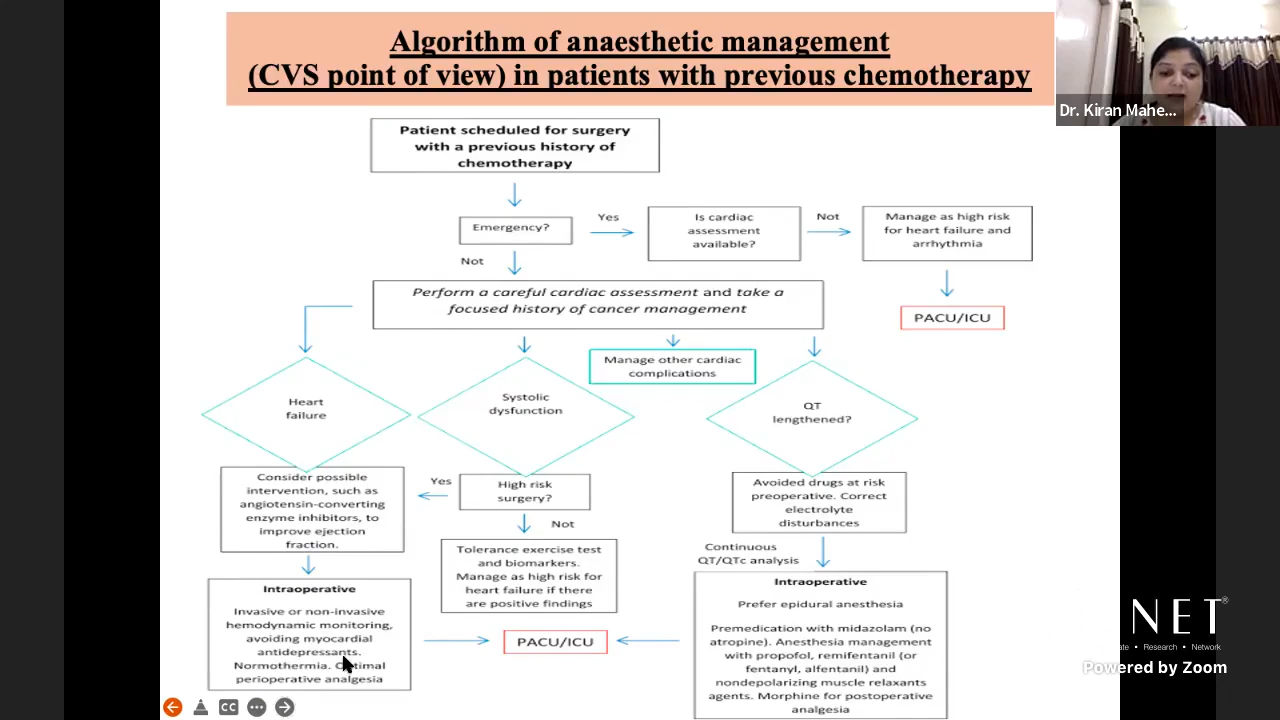 Algorithm of anaesthetic management
(CVS point of view) in patients with previous chemotherapy
Dr. Kiran Mahe...
Patient scheduled for surgery
with a previous history of
chemotherapy
Emergency?
Yes
Is cardiac
assessment
available?
Not
Manage as high risk
for heart failure and
arrhythmia
Not
PACU/ICU
Perform a careful cardiac assessment and take a
focused history of cancer management
Manage other cardiac
complications
Heart
failure
Systolic
dysfunction
QT
lengthened?
Consider possible
intervention, such as
angiotensin-converting
enzyme inhibitors, to
improve ejection
fraction.
Yes
High risk
surgery?
Not
Avoided drugs at risk
preoperative. Correct
electrolyte
disturbances
Tolerance exercise test
and biomarkers.
Manage as high risk for
heart failure if there
are positive findings
Continuous
QT/QTc analysis
Intraoperative
Invasive or non-invasive
hemodynamic monitoring,
avoiding myocardial
antidepressants.
Normothermia. Optimal
perioperative analgesia
PACU/ICU
Intraoperative
Prefer epidural anesthesia
Premedication with midazolam (no
atropine). Anesthesia management
with propofol, remifentanil (or
fentanyl, alfentanil) and
nondepolarizing muscle relaxants
agents. Morphine for postoperative
analgesia
CC
NET®
• Research • Network
Powered by Zoom